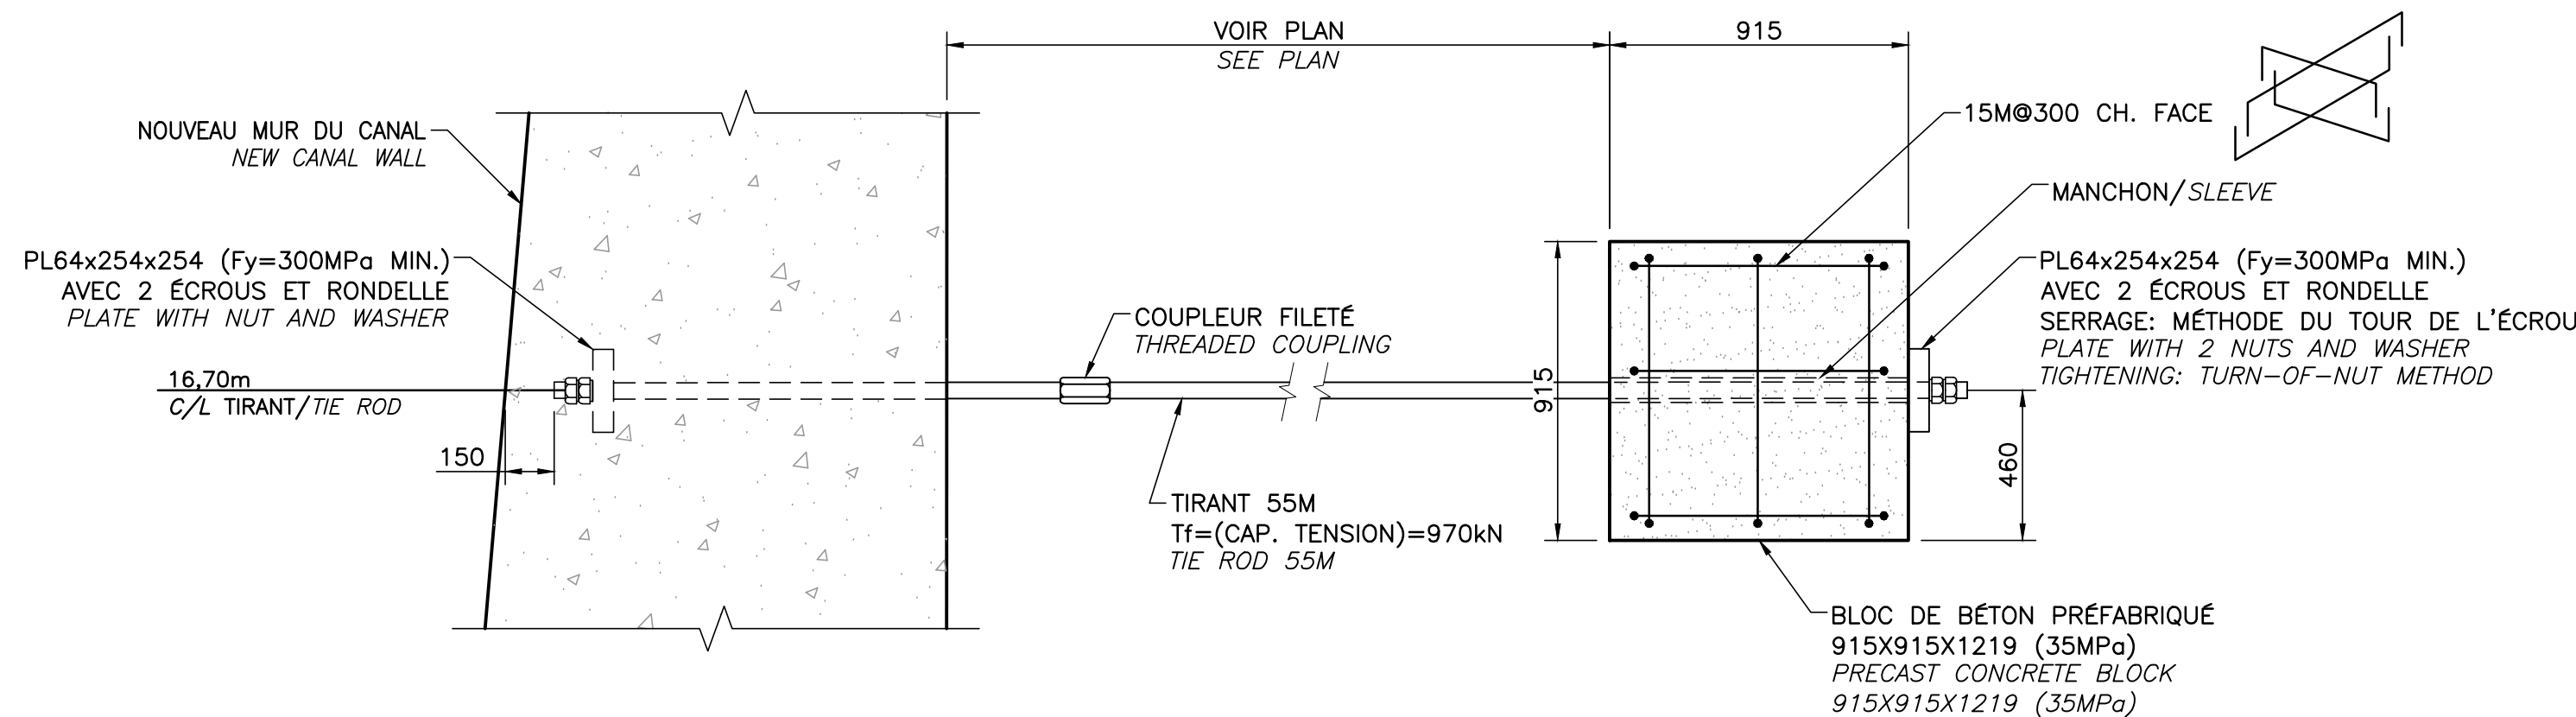 VOIR PLAN
SEE PLAN
915
NOUVEAU MUR DU CANAL
NEW CANAL WALL
15M@300 CH. FACE
MANCHON/SLEEVE
PL64x254x254 (Fy=300MPa MIN.)
AVEC 2 ÉCROUS ET RONDELLE
PLATE WITH NUT AND WASHER
PL64x254x254 (Fy=300MPa MIN.)
AVEC 2 ÉCROUS ET RONDELLE
SERRAGE: MÉTHODE DU TOUR DE L'ÉCROU
PLATE WITH 2 NUTS AND WASHER
TIGHTENING: TURN-OF-NUT METHOD
COUPLEUR FILETÉ
THREADED COUPLING
16,70m
C/L TIRANT/TIE ROD
915
150
460
TIRANT 55M
Tf=(CAP. TENSION)=970kN
TIE ROD 55M
BLOC DE BÉTON PRÉFABRIQUÉ
915X915X1219 (35MPa)
PRECAST CONCRETE BLOCK
915X915X1219 (35MPa)